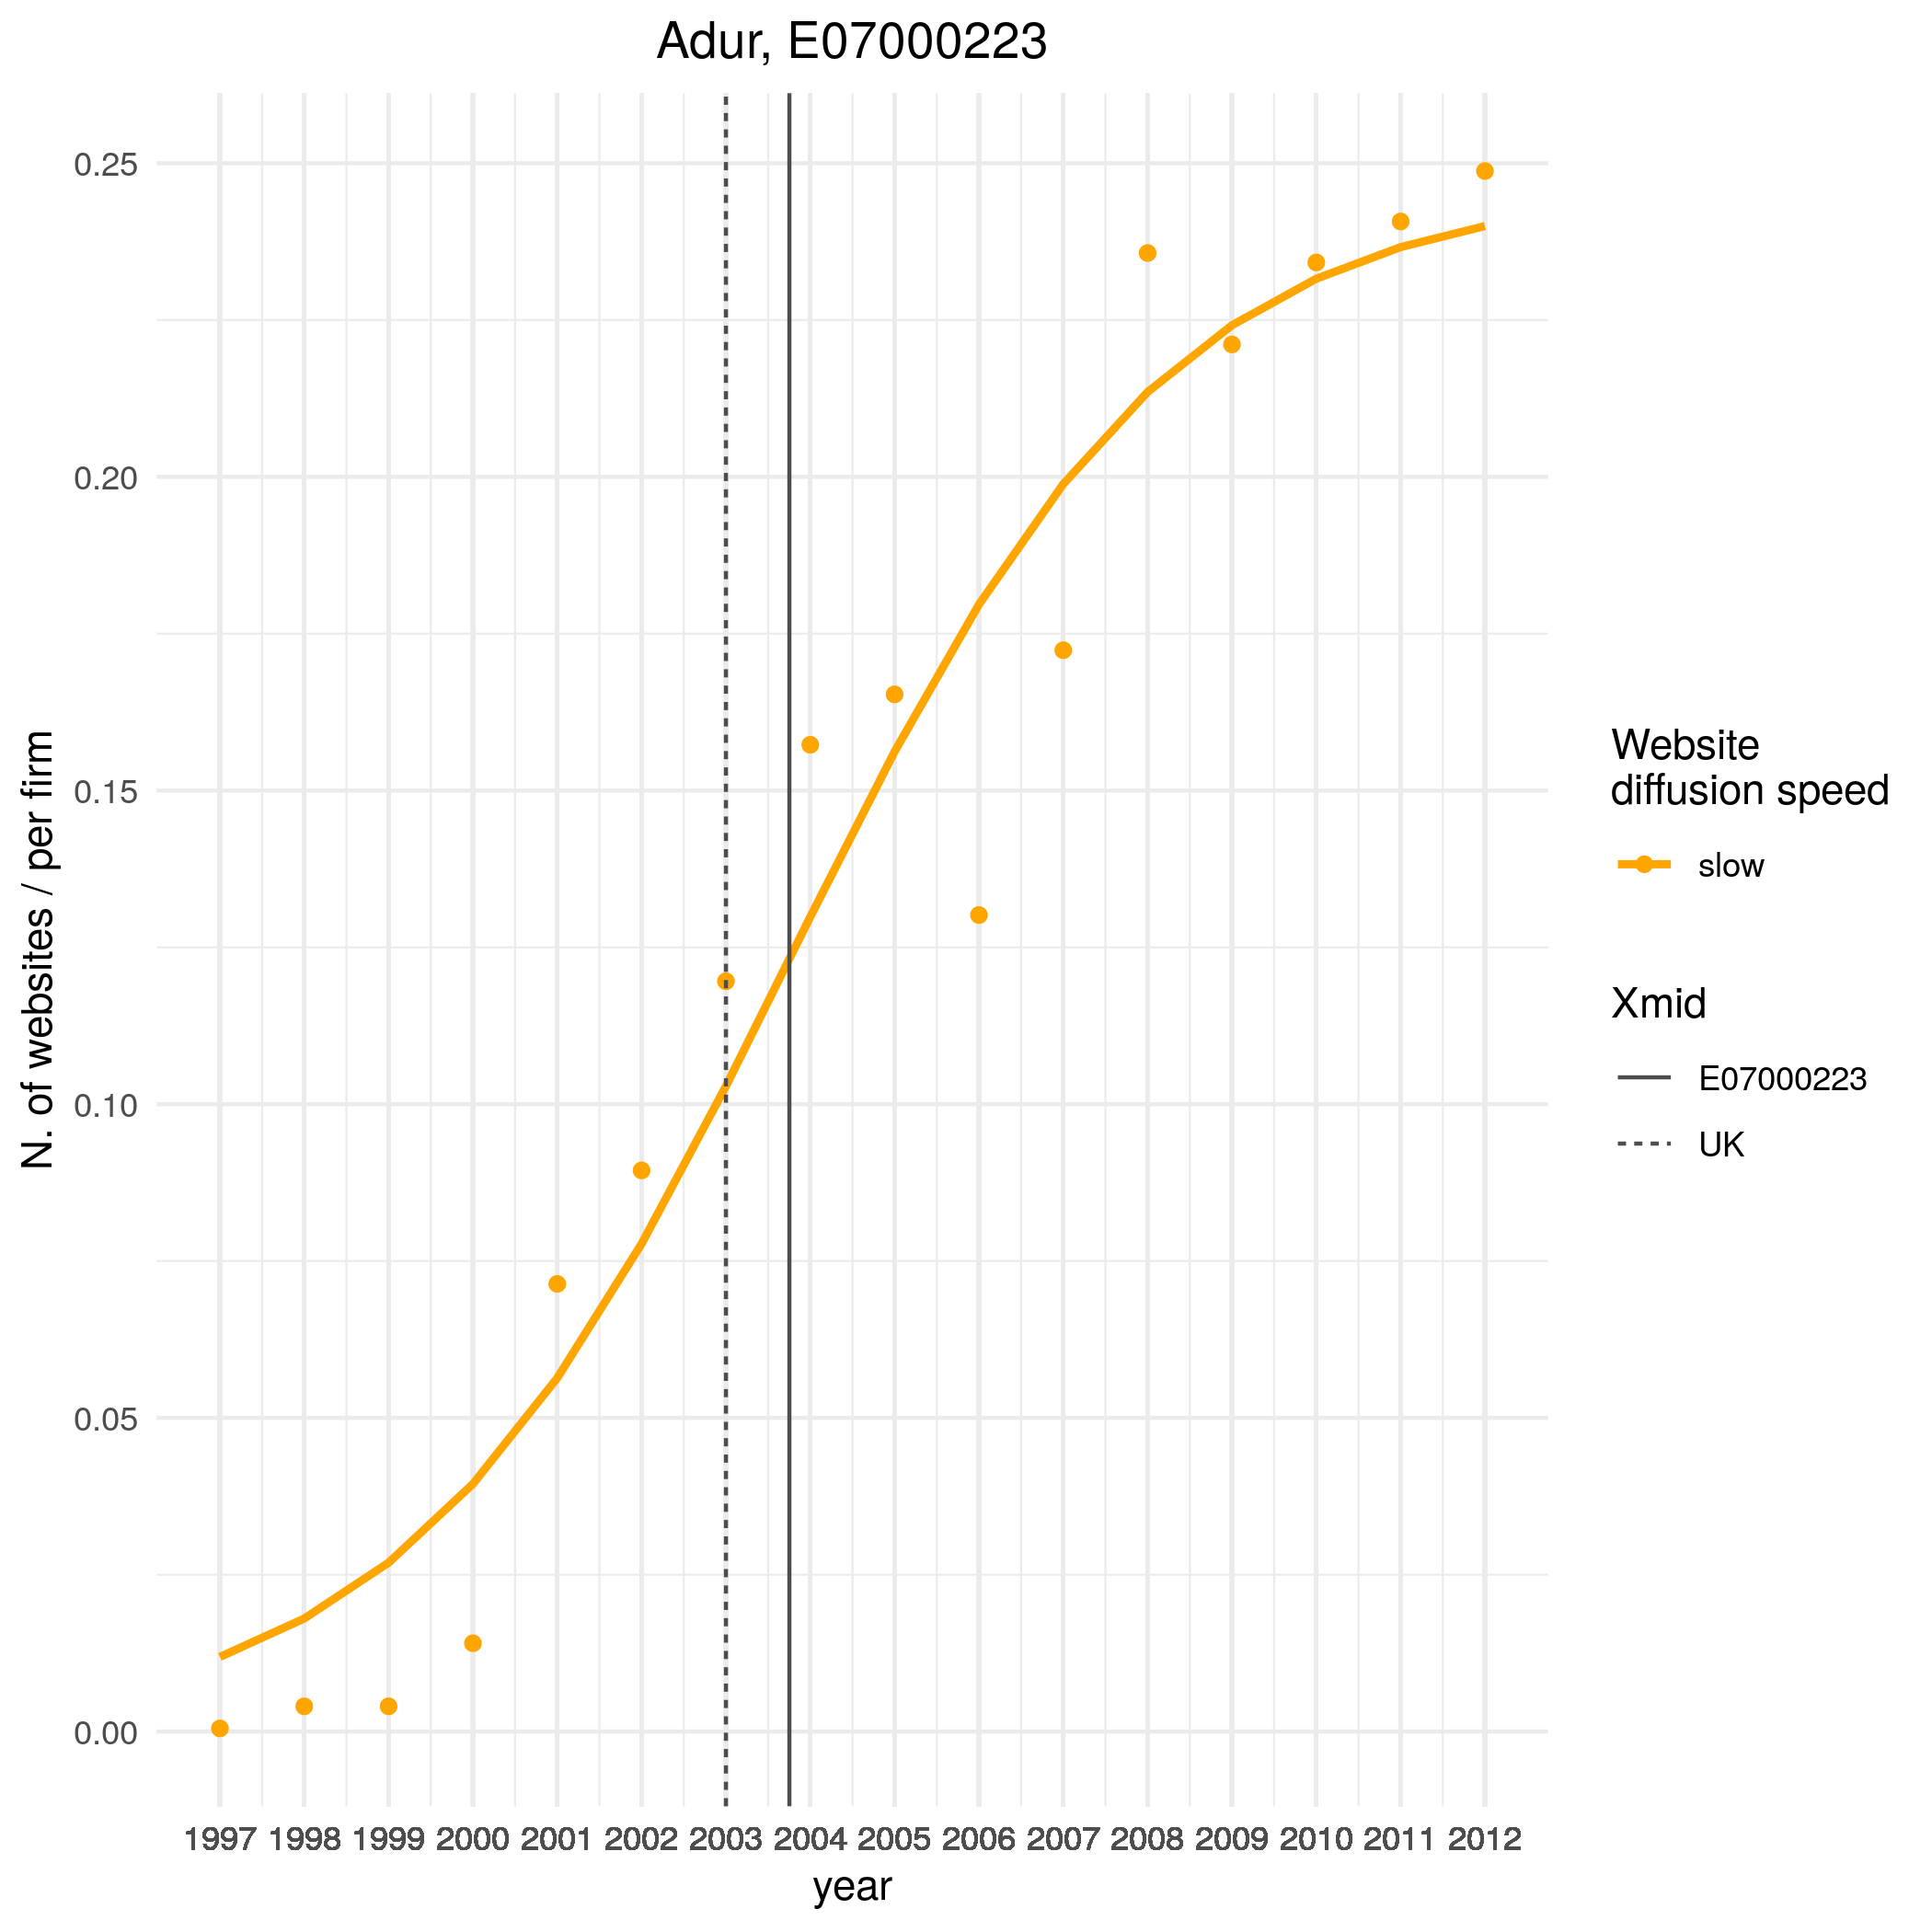 Adur, E07000223
N. of websites / per firm
0.25
0.20
0.15
0.10
0.05
0.00
1997 1998 1999 2000 2001 2002 2003 2004 2005 2006 2007 2008 2009 2010 2011 2012
year
Website
diffusion speed
slow
Xmid
E07000223
UK